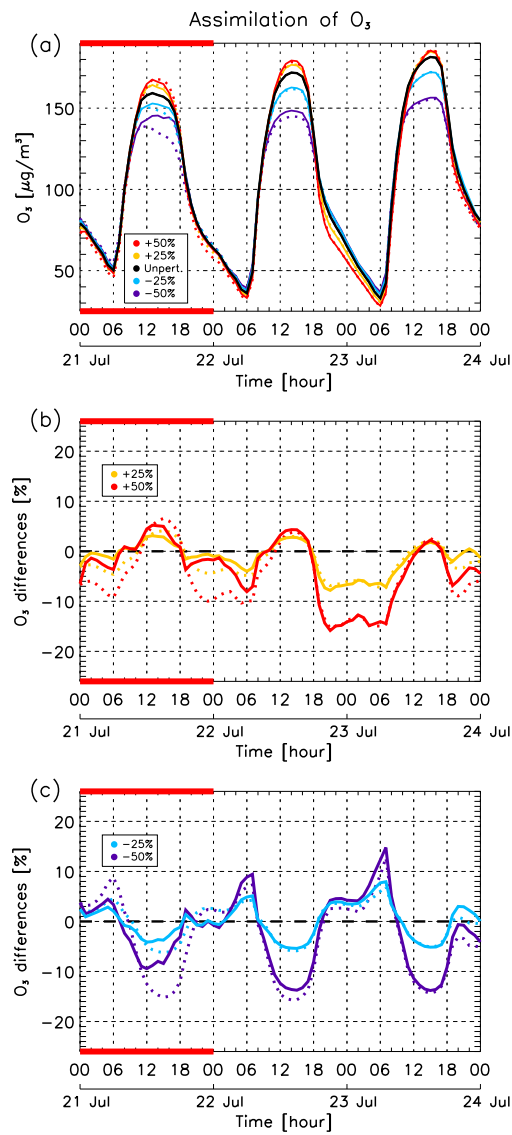 Assimilation of O₃
(a)
O₃ [µg/m³]
150
100
50
+50%
+25%
Unpert.
−25%
−50%
00 06 12 18 00 06 12 18 00 06 12 18 00
21 Jul 22 Jul 23 Jul 24 Jul
Time [hour]
(b)
O₃ differences [%]
20
10
0
−10
−20
+25%
+50%
00 06 12 18 00 06 12 18 00 06 12 18 00
21 Jul 22 Jul 23 Jul 24 Jul
Time [hour]
(c)
O₃ differences [%]
20
10
0
−10
−20
−25%
−50%
00 06 12 18 00 06 12 18 00 06 12 18 00
21 Jul 22 Jul 23 Jul 24 Jul
Time [hour]